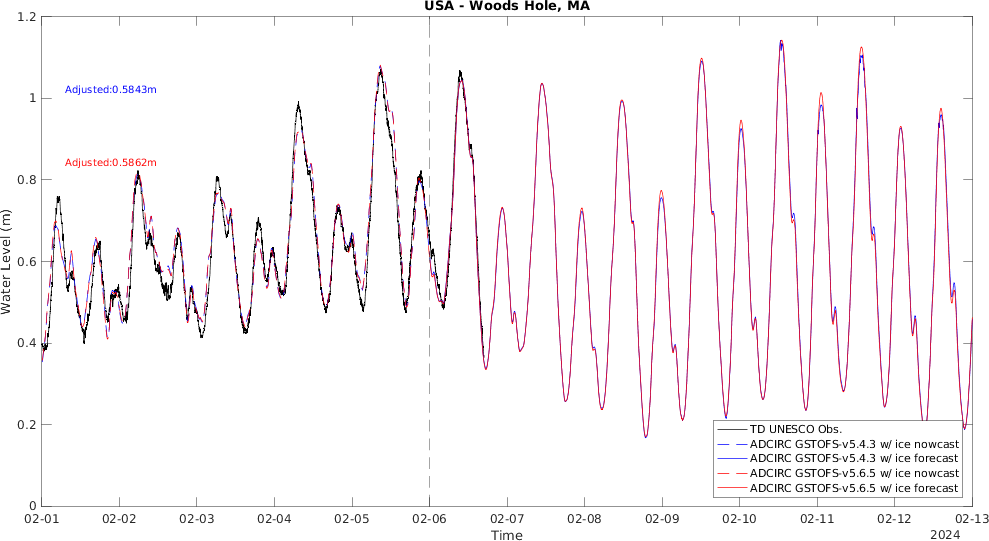 USA - Woods Hole, MA
1.2
1
0.8
0.6
0.4
0.2
0
Water Level (m)
Adjusted:0.5843m
Adjusted:0.5862m
TD UNESCO Obs.
ADCIRC GSTOFS-v5.4.3 w/ ice nowcast
ADCIRC GSTOFS-v5.4.3 w/ ice forecast
ADCIRC GSTOFS-v5.6.5 w/ ice nowcast
ADCIRC GSTOFS-v5.6.5 w/ ice forecast
02-01 02-02 02-03 02-04 02-05 02-06 02-07 02-08 02-09 02-10 02-11 02-12 02-13
Time
2024